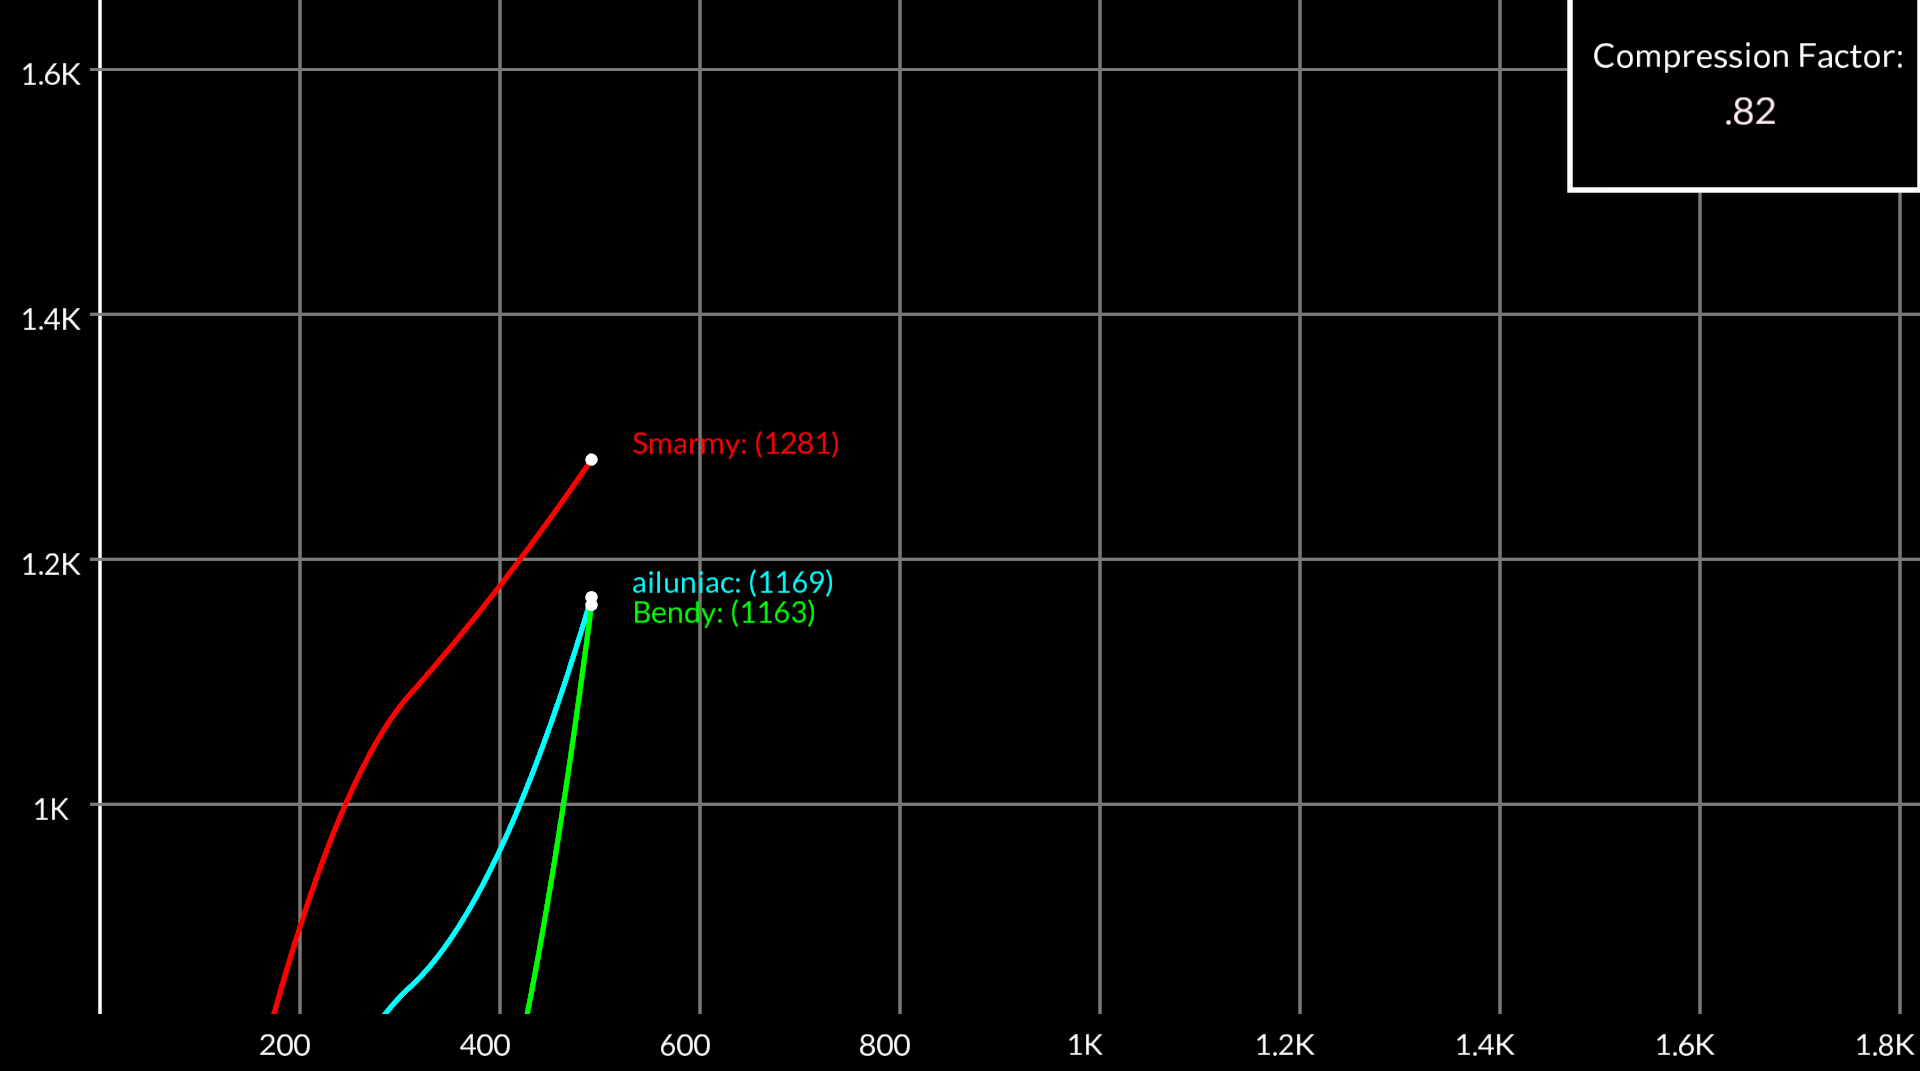 Compression Factor:
.82
1.6K
1.4K
Smarmy: (1281)
1.2K
ailuniac: (1169)
Bendy: (1163)
1K
200 400 600 800 1K 1.2K 1.4K 1.6K 1.8K